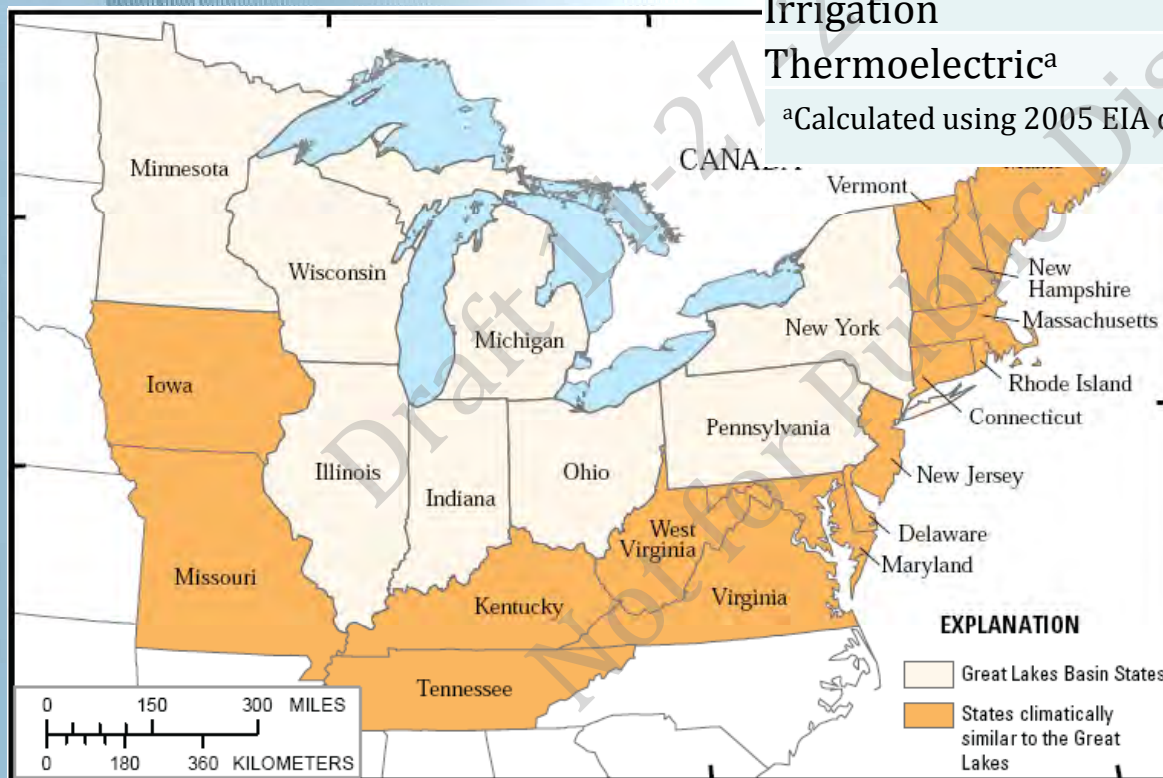 Irrigation
Thermoelectricᵃ
ᵃCalculated using 2005 EIA
CANADA
Vermont
Minnesota
New
Hampshire
Wisconsin
Massachusetts
New York
Michigan
Iowa
Rhode Island
Connecticut
Pennsylvania
Illinois
Ohio
New Jersey
Indiana
West
Virginia
Delaware
Maryland
Missouri
Kentucky
Virginia
Tennessee
EXPLANATION
Great Lakes Basin States
States climatically
similar to the Great
Lakes
0 150 300 MILES
0 180 360 KILOMETERS
Draft 11-27-2
Not for Public Dis